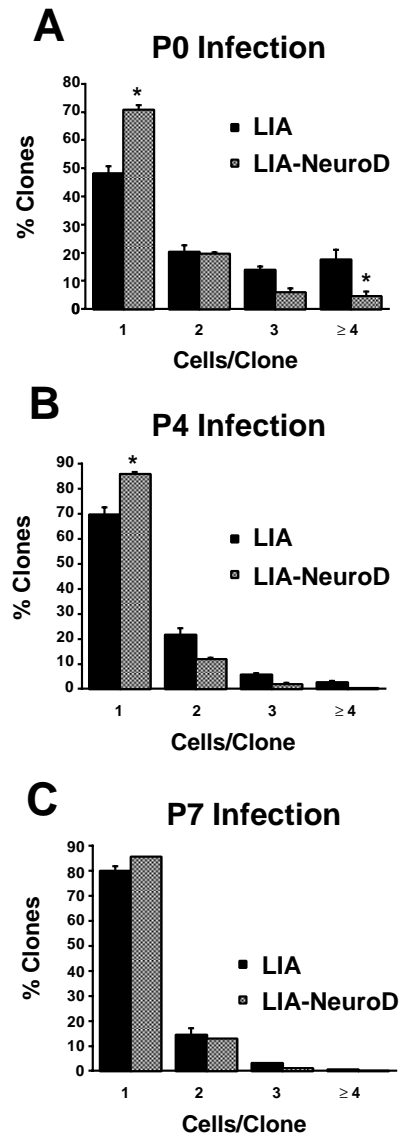 A
P0 Infection
80
70
60
50
40
30
20
10
0
% Clones
*
*
LIA
LIA-NeuroD
1 2 3 ≥ 4
Cells/Clone
B
P4 Infection
90
80
70
60
50
40
30
20
10
0
% Clones
*
LIA
LIA-NeuroD
1 2 3 ≥ 4
Cells/Clone
C
P7 Infection
90
80
70
60
50
40
30
20
10
0
% Clones
LIA
LIA-NeuroD
1 2 3 ≥ 4
Cells/Clone